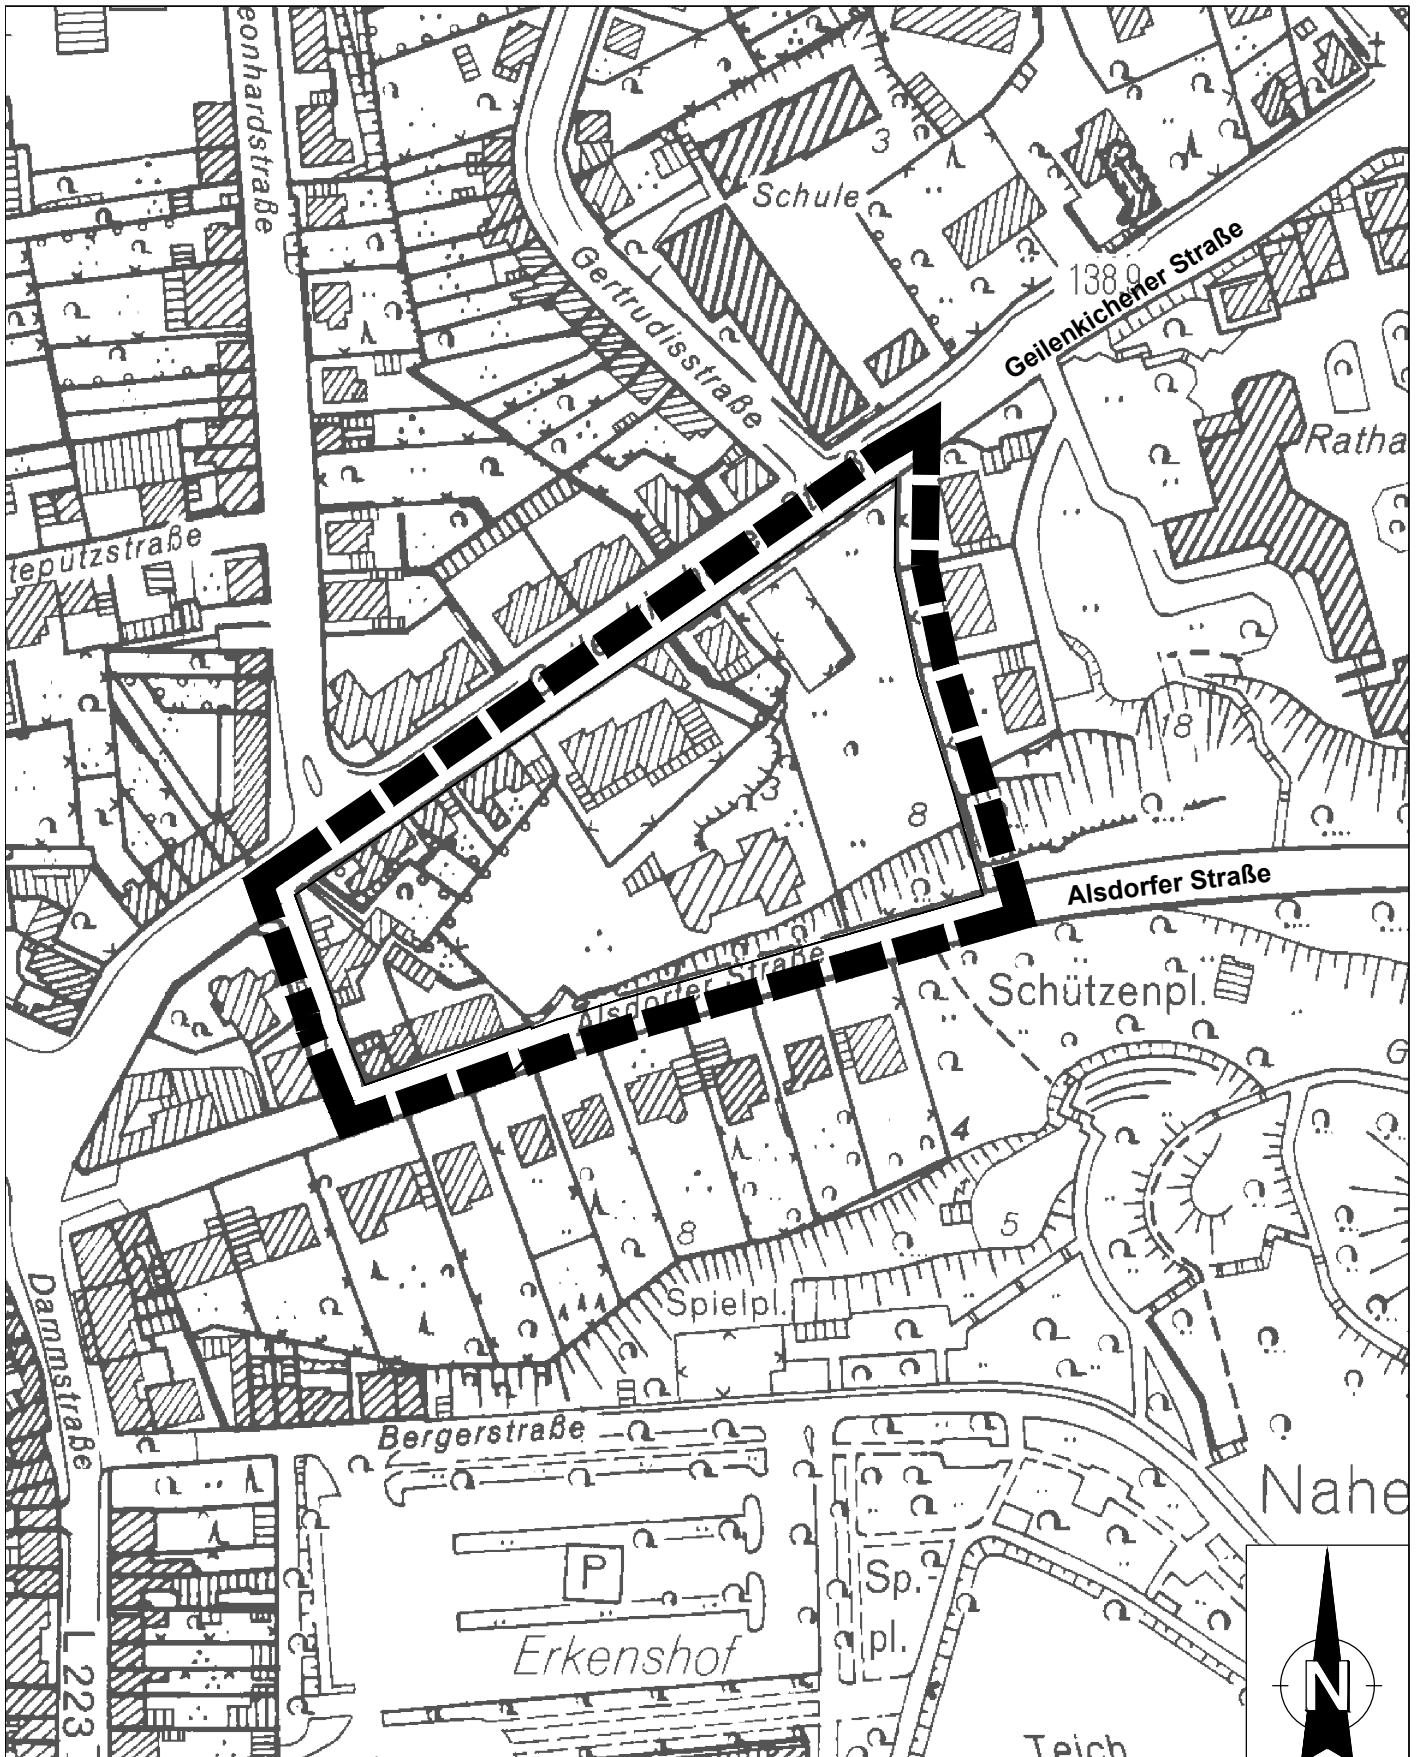 eonhardstraße
3
Schule
Gertrudisstraße
138,9
Geilenkichener Straße
Ratha
teputzstraße
18
3
8
Alsdorfer Straße
Alsdorfer Straße
Schützenpl.
G
4
5
8
Spielpl.
Dammstraße
Bergerstraße
Nahe
P
Sp.-
pl.
Erkenshof
L 223
N
Teich